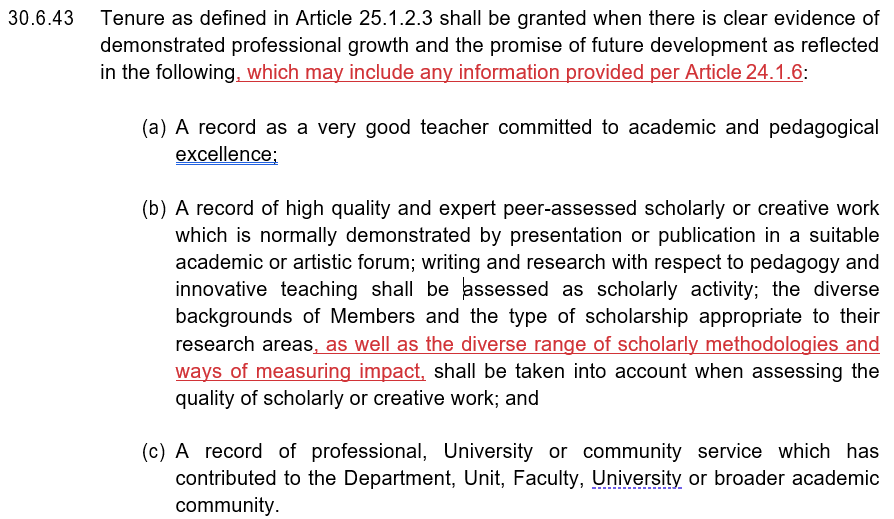 30.6.43 Tenure as defined in Article 25.1.2.3 shall be granted when there is clear evidence of
demonstrated professional growth and the promise of future development as reflected
in the following, which may include any information provided per Article 24.1.6:
(a) A record as a very good teacher committed to academic and pedagogical
excellence;
(b) A record of high quality and expert peer-assessed scholarly or creative work
which is normally demonstrated by presentation or publication in a suitable
academic or artistic forum; writing and research with respect to pedagogy and
innovative teaching shall be assessed as scholarly activity; the diverse
backgrounds of Members and the type of scholarship appropriate to their
research areas, as well as the diverse range of scholarly methodologies and
ways of measuring impact, shall be taken into account when assessing the
quality of scholarly or creative work; and
(c) A record of professional, University or community service which has
contributed to the Department, Unit, Faculty, University or broader academic
community.